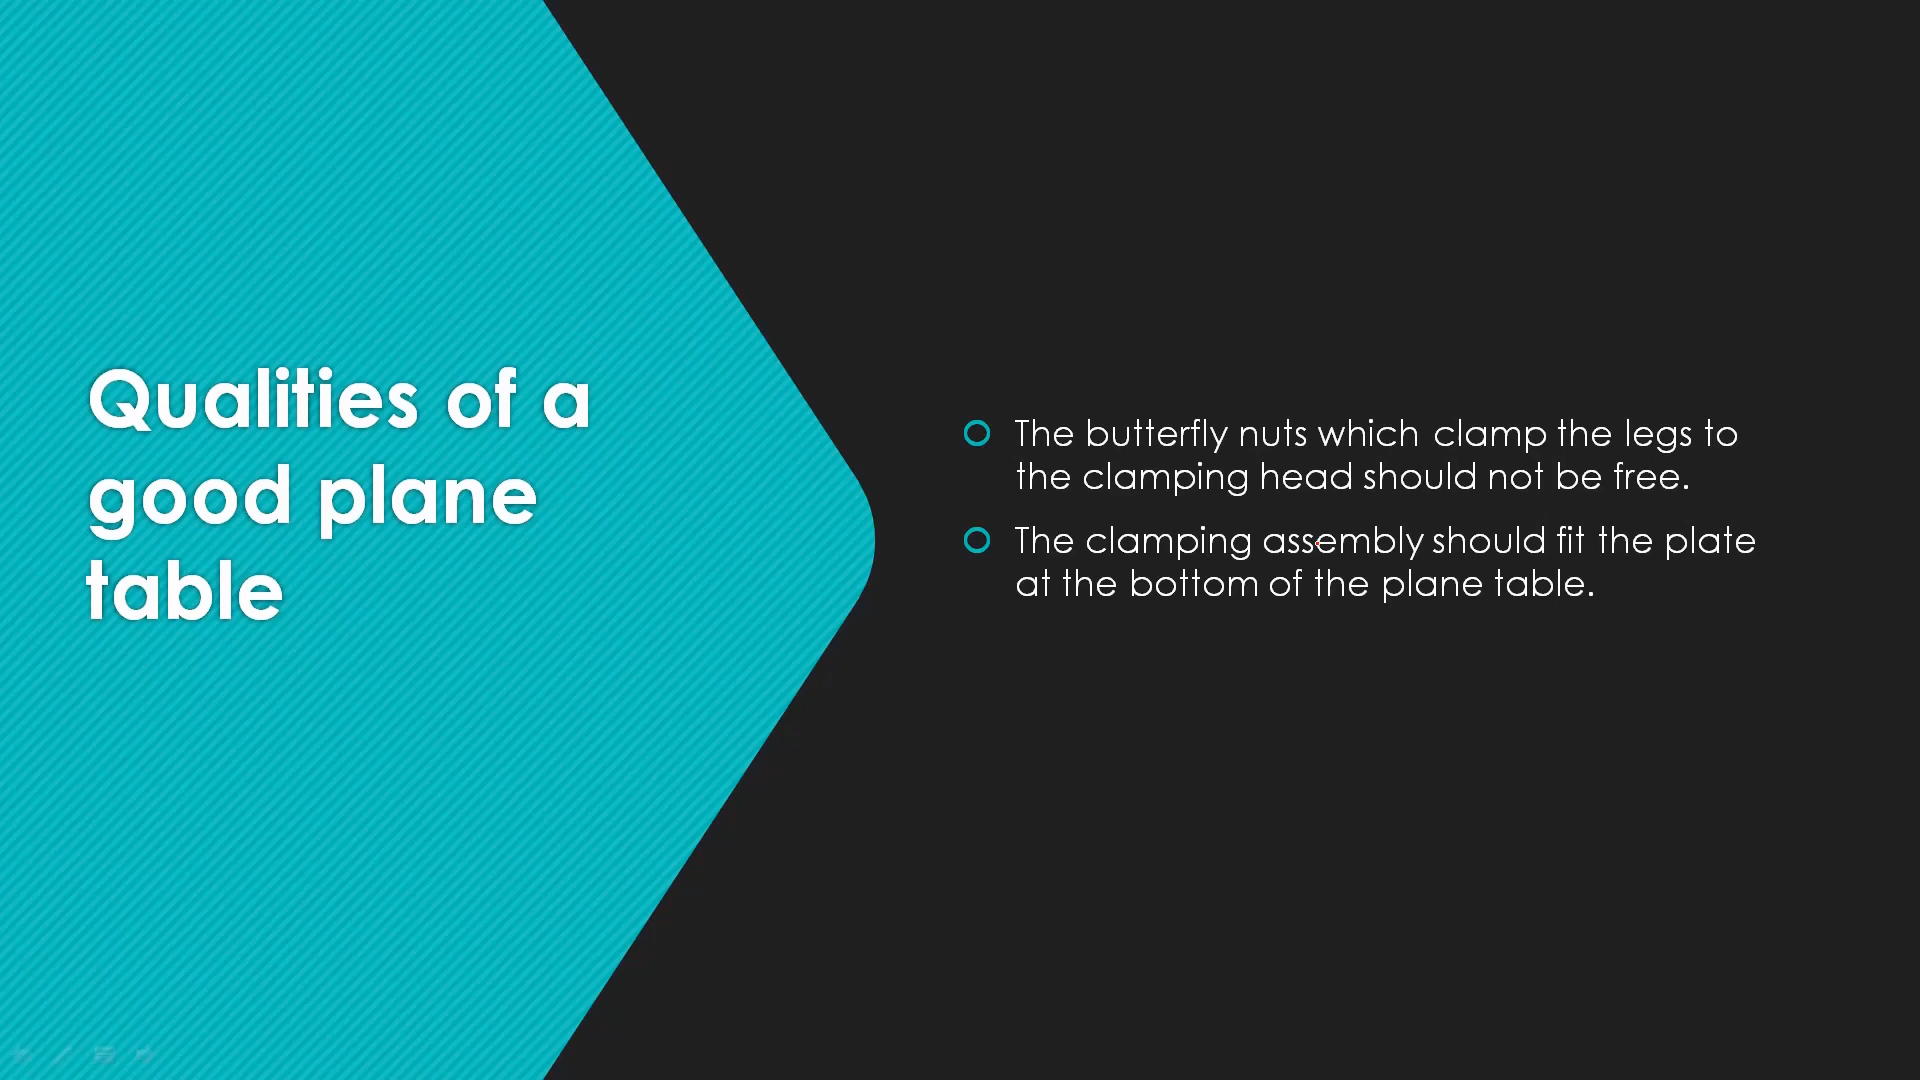 Qualities of a
good plane
table
The butterfly nuts which clamp the legs to
the clamping head should not be free.
The clamping assembly should fit the plate
at the bottom of the plane table.